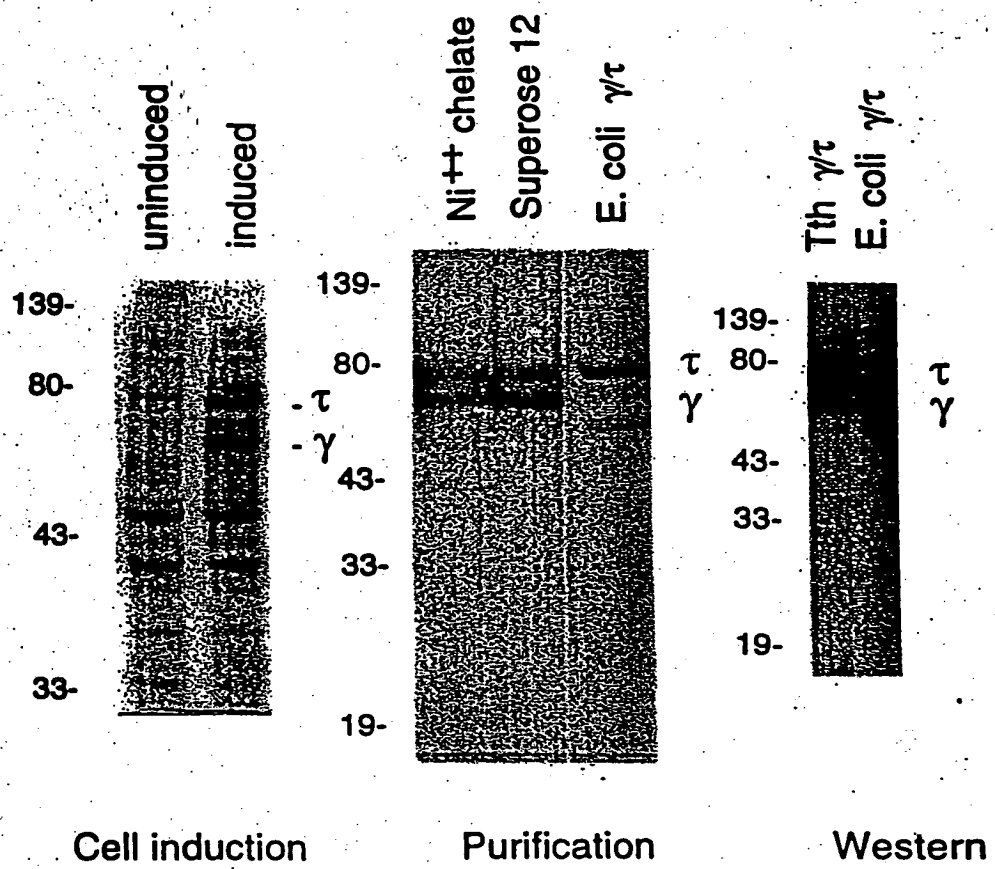 uninduced
induced
139-
80-
43-
33-
- τ
- γ
Cell induction
Ni++ chelate
Superose 12
E. coli γ/τ
139-
80-
43-
33-
19-
τ
γ
Purification
Tth γ/τ
E. coli γ/τ
139-
80-
43-
33-
19-
τ
γ
Western